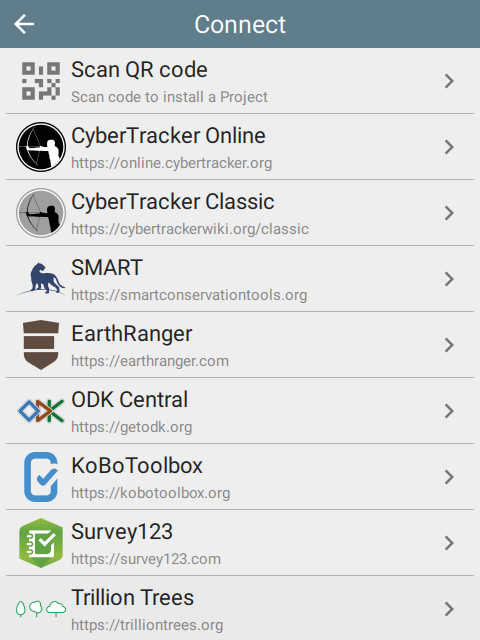 Connect
Scan QR code
Scan code to install a Project
CyberTracker Online
https://online.cybertracker.org
CyberTracker Classic
https://cybertrackerwiki.org/classic
SMART
https://smartconservationtools.org
EarthRanger
https://earthranger.com
ODK Central
https://getodk.org
KoBoToolbox
https://kobotoolbox.org
Survey123
https://survey123.com
Trillion Trees
https://trilliontrees.org